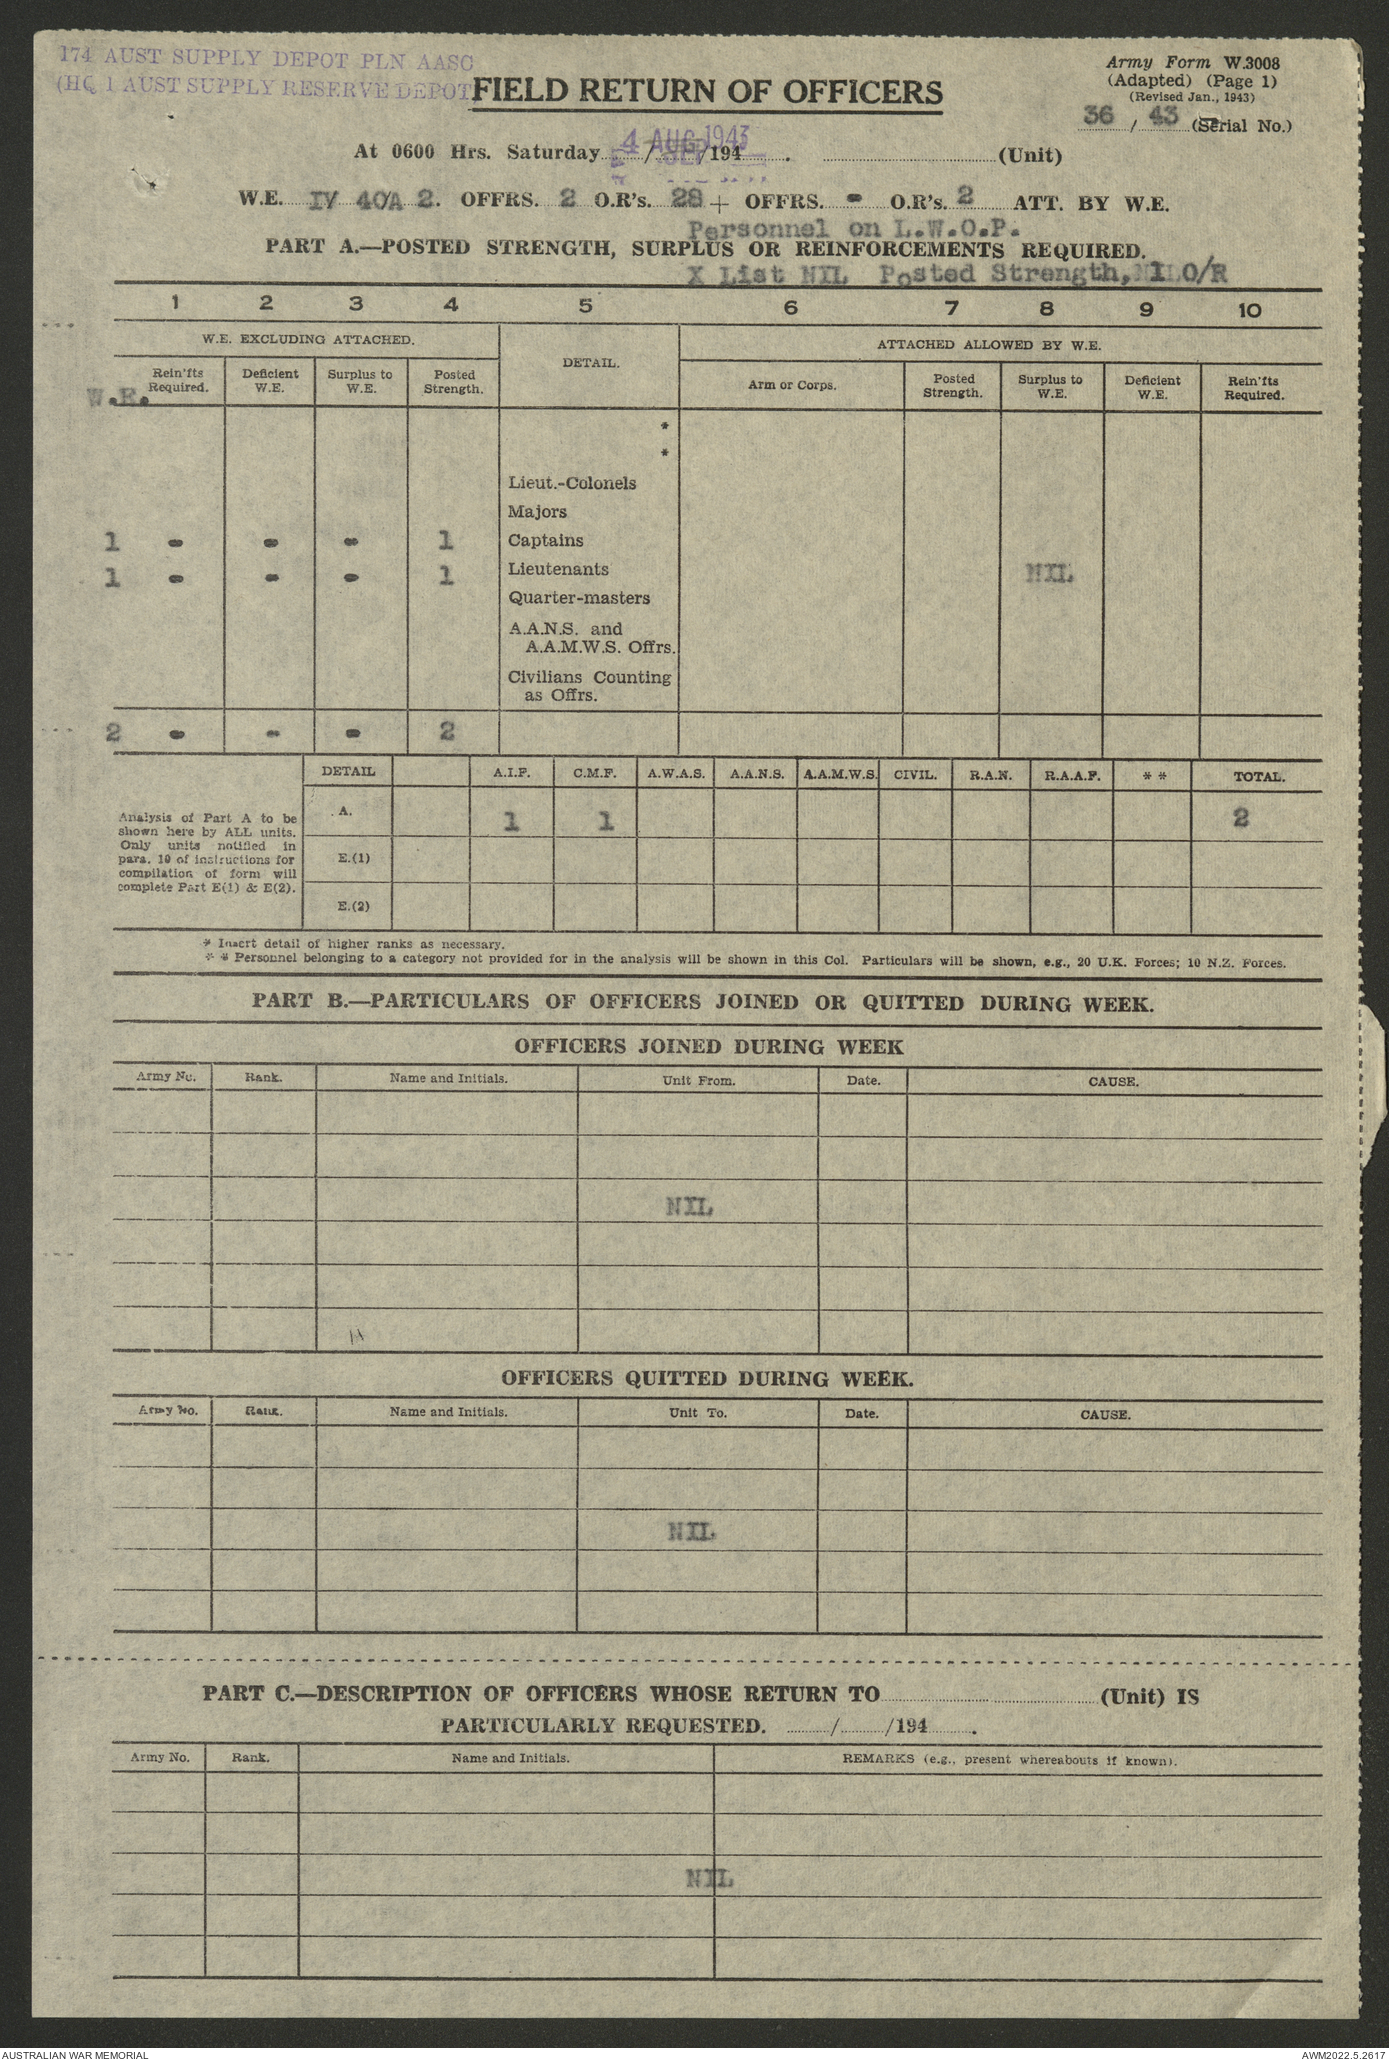 174 AUST SUPPLY DEPOT PLN AASC
(HQ 1 AUST SUPPLY RESERVE DEPOT
FIELD RETURN OF OFFICERS
Army Form W.3008
(Adapted) (Page 1)
(Revised Jan., 1943)
36 / 43 (Serial No.)
At 0600 Hrs. Saturday 4 AUG 1943 / /194 . (Unit)
W.E. IV 40/A 2. OFFRS. 2 O.R's. 28 + OFFRS. - O.R's. 2 ATT. BY W.E.
Personnel on L.W.O.P.
PART A.—POSTED STRENGTH, SURPLUS OR REINFORCEMENTS REQUIRED.
X List NIL Posted Strength, O/R
1 2 3 4 5 6 7 8 9 10
W.E. EXCLUDING ATTACHED. DETAIL. ATTACHED ALLOWED BY W.E.
W.E. Rein'fts Required. Deficient W.E. Surplus to W.E. Posted Strength. Arm or Corps. Posted Strength. Surplus to W.E. Deficient W.E. Rein'fts Required.
*
*
Lieut.-Colonels
Majors
1 - - - 1 Captains
1 - - - 1 Lieutenants NIL
Quarter-masters
A.A.N.S. and
A.A.M.W.S. Offrs.
Civilians Counting
as Offrs.
2 - - - 2
DETAIL A.I.F. C.M.F. A.W.A.S. A.A.N.S. A.A.M.W.S. CIVIL. R.A.N. R.A.A.F. * * TOTAL.
Analysis of Part A to be
shown here by ALL units.
Only units notified in
para. 10 of instructions for
compilation of form will
complete Part E(1) & E(2).
A. 1 1 2
E.(1)
E.(2)
* Insert detail of higher ranks as necessary.
* * Personnel belonging to a category not provided for in the analysis will be shown in this Col. Particulars will be shown, e.g., 20 U.K. Forces; 10 N.Z. Forces.
PART B.—PARTICULARS OF OFFICERS JOINED OR QUITTED DURING WEEK.
OFFICERS JOINED DURING WEEK
Army No. Rank. Name and Initials. Unit From. Date. CAUSE.
NIL
OFFICERS QUITTED DURING WEEK.
Army No. Rank. Name and Initials. Unit To. Date. CAUSE.
NIL
PART C.—DESCRIPTION OF OFFICERS WHOSE RETURN TO (Unit) IS
PARTICULARLY REQUESTED. / /194 .
Army No. Rank. Name and Initials. REMARKS (e.g., present whereabouts if known).
NIL
AUSTRALIAN WAR MEMORIAL AWM2022.5.2617